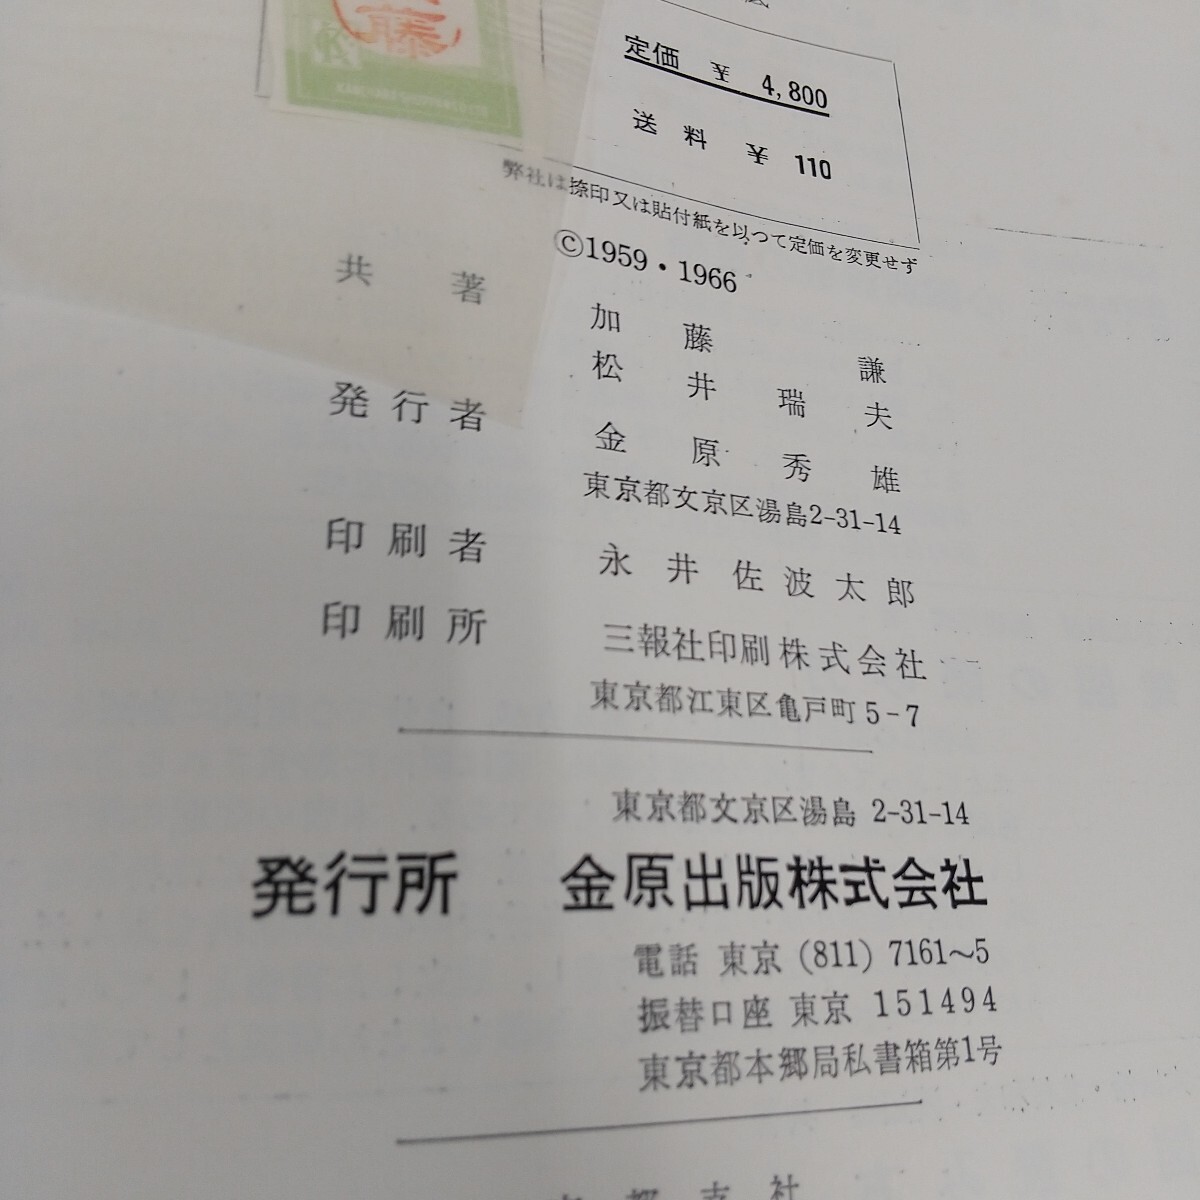 藤
定価 ¥ 4,800
送料 ¥ 110
弊社は捺印又は貼付紙を以つて定価を変更せず
©1959・1966
共著 加藤謙
松井瑞夫
発行者 金原秀雄
東京都文京区湯島2-31-14
印刷者 永井佐波太郎
印刷所 三報社印刷株式会社
東京都江東区亀戸町5-7
東京都文京区湯島 2-31-14
発行所 金原出版株式会社
電話 東京 (811) 7161~5
振替口座 東京 151494
東京都本郷局私書箱第1号
支社